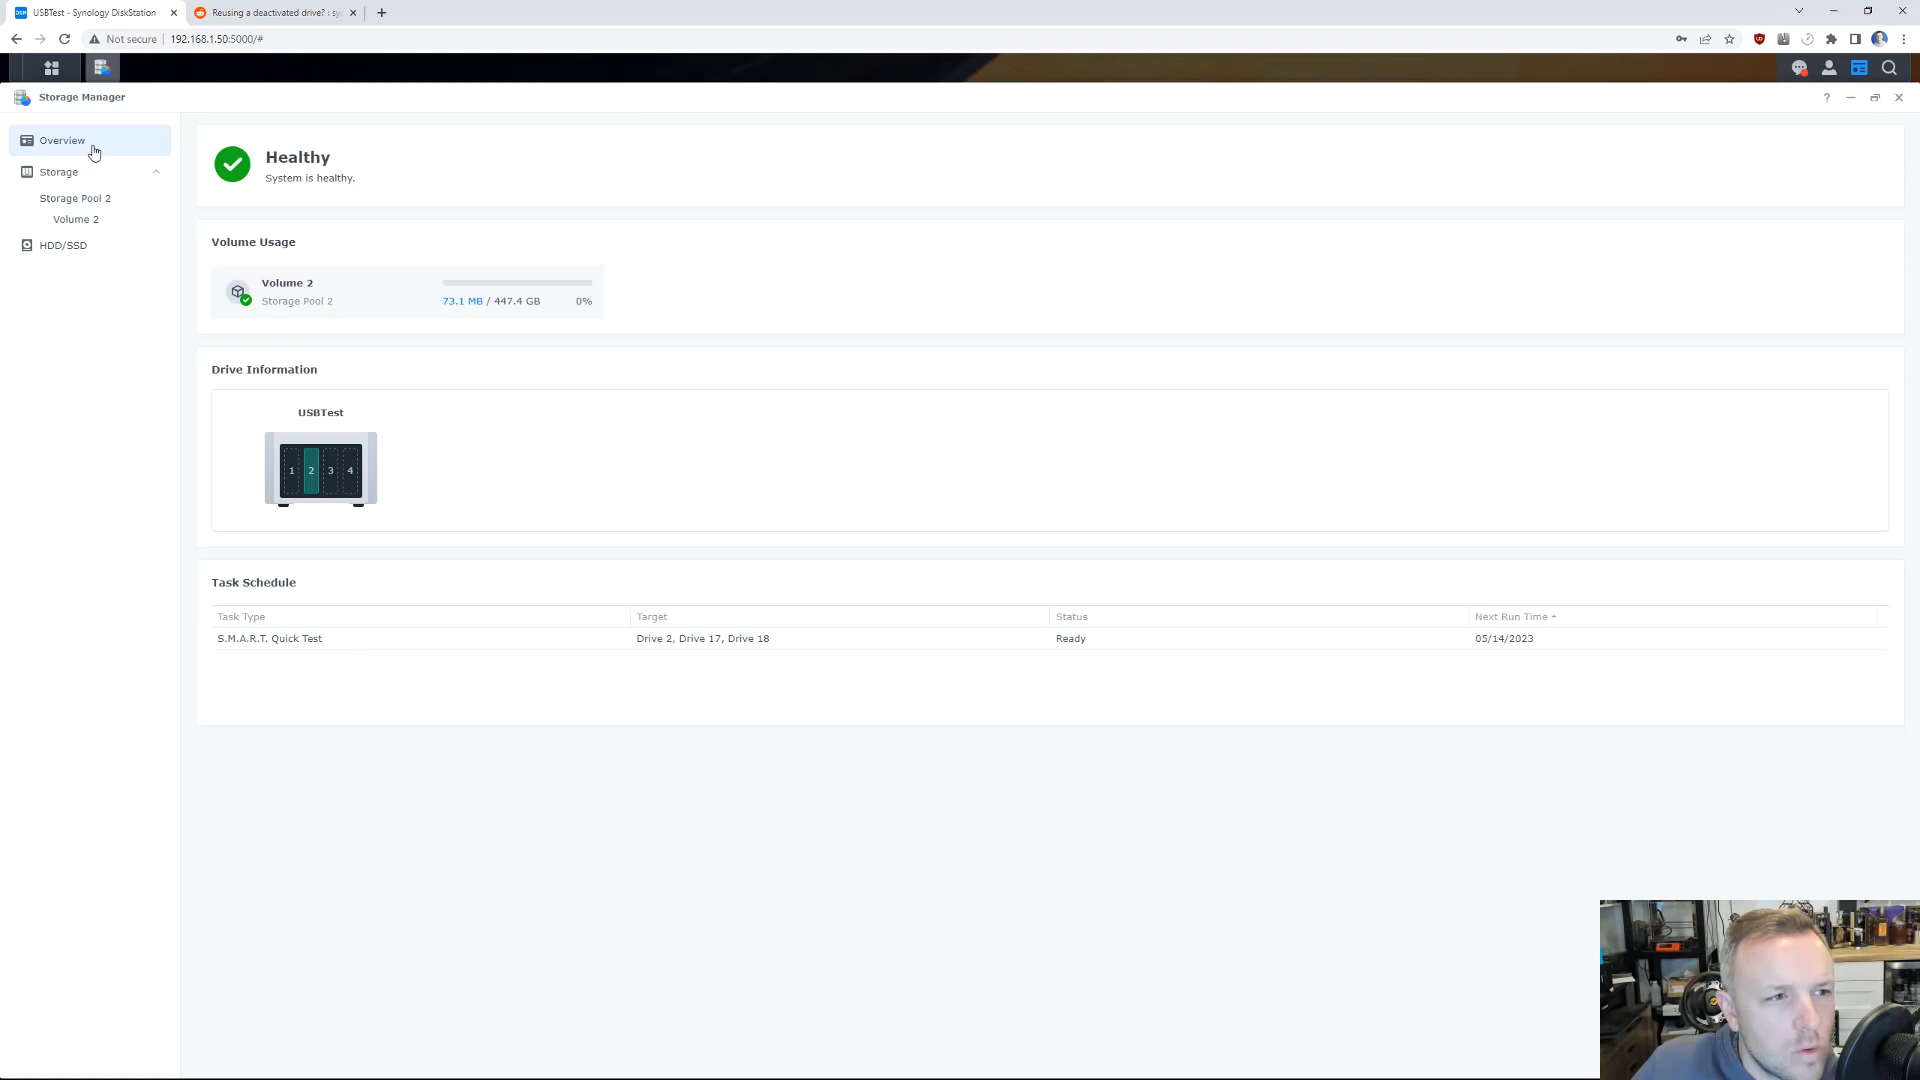 USBTest - Synology DiskStation
Reusing a deactivated drive? : sy
Not secure
192.168.1.50:5000/#
Storage Manager
?
Overview
Storage
Storage Pool 2
Volume 2
HDD/SSD
Healthy
System is healthy.
Volume Usage
Volume 2
Storage Pool 2
73.1 MB / 447.4 GB
0%
Drive Information
USBTest
1 2 3 4
Task Schedule
Task Type Target Status Next Run Time
S.M.A.R.T. Quick Test Drive 2, Drive 17, Drive 18 Ready 05/14/2023